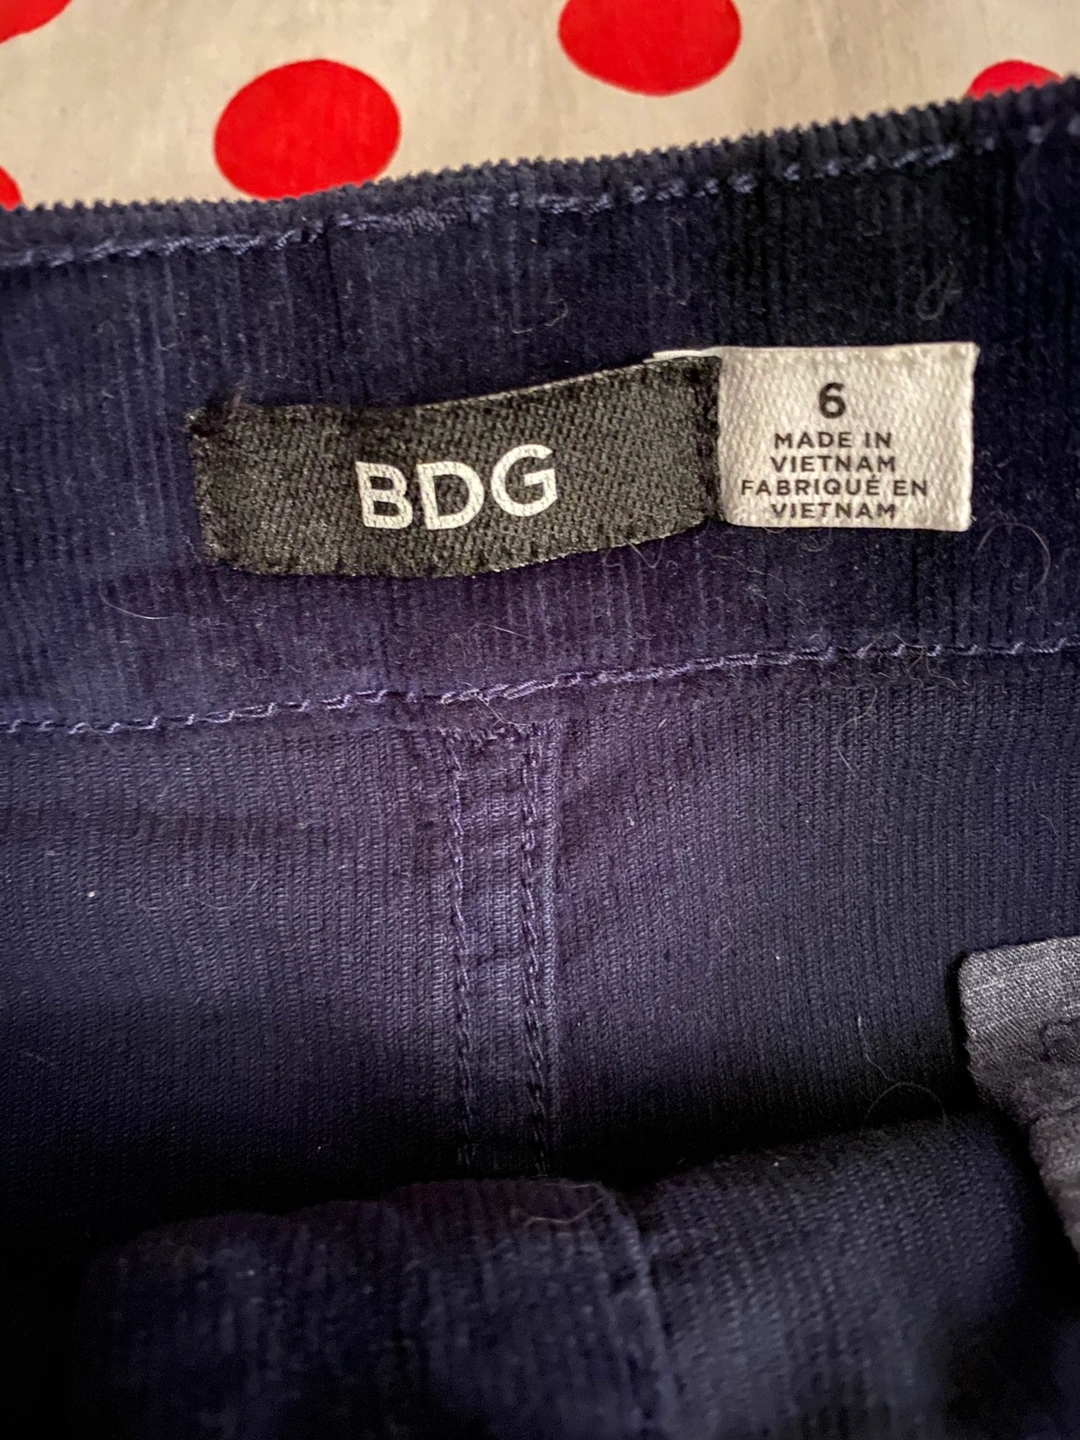 BDG
6
MADE IN
VIETNAM
FABRIQUÉ EN
VIETNAM